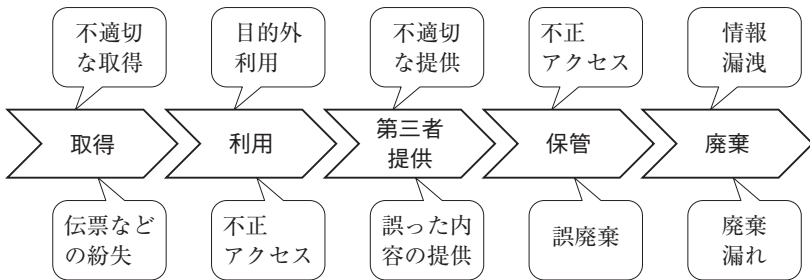 不適切
な取得
目的外
利用
不適切
な提供
不正
アクセス
情報
漏洩
取得
利用
第三者
提供
保管
廃棄
伝票など
の紛失
不正
アクセス
誤った内
容の提供
誤廃棄
廃棄
漏れ